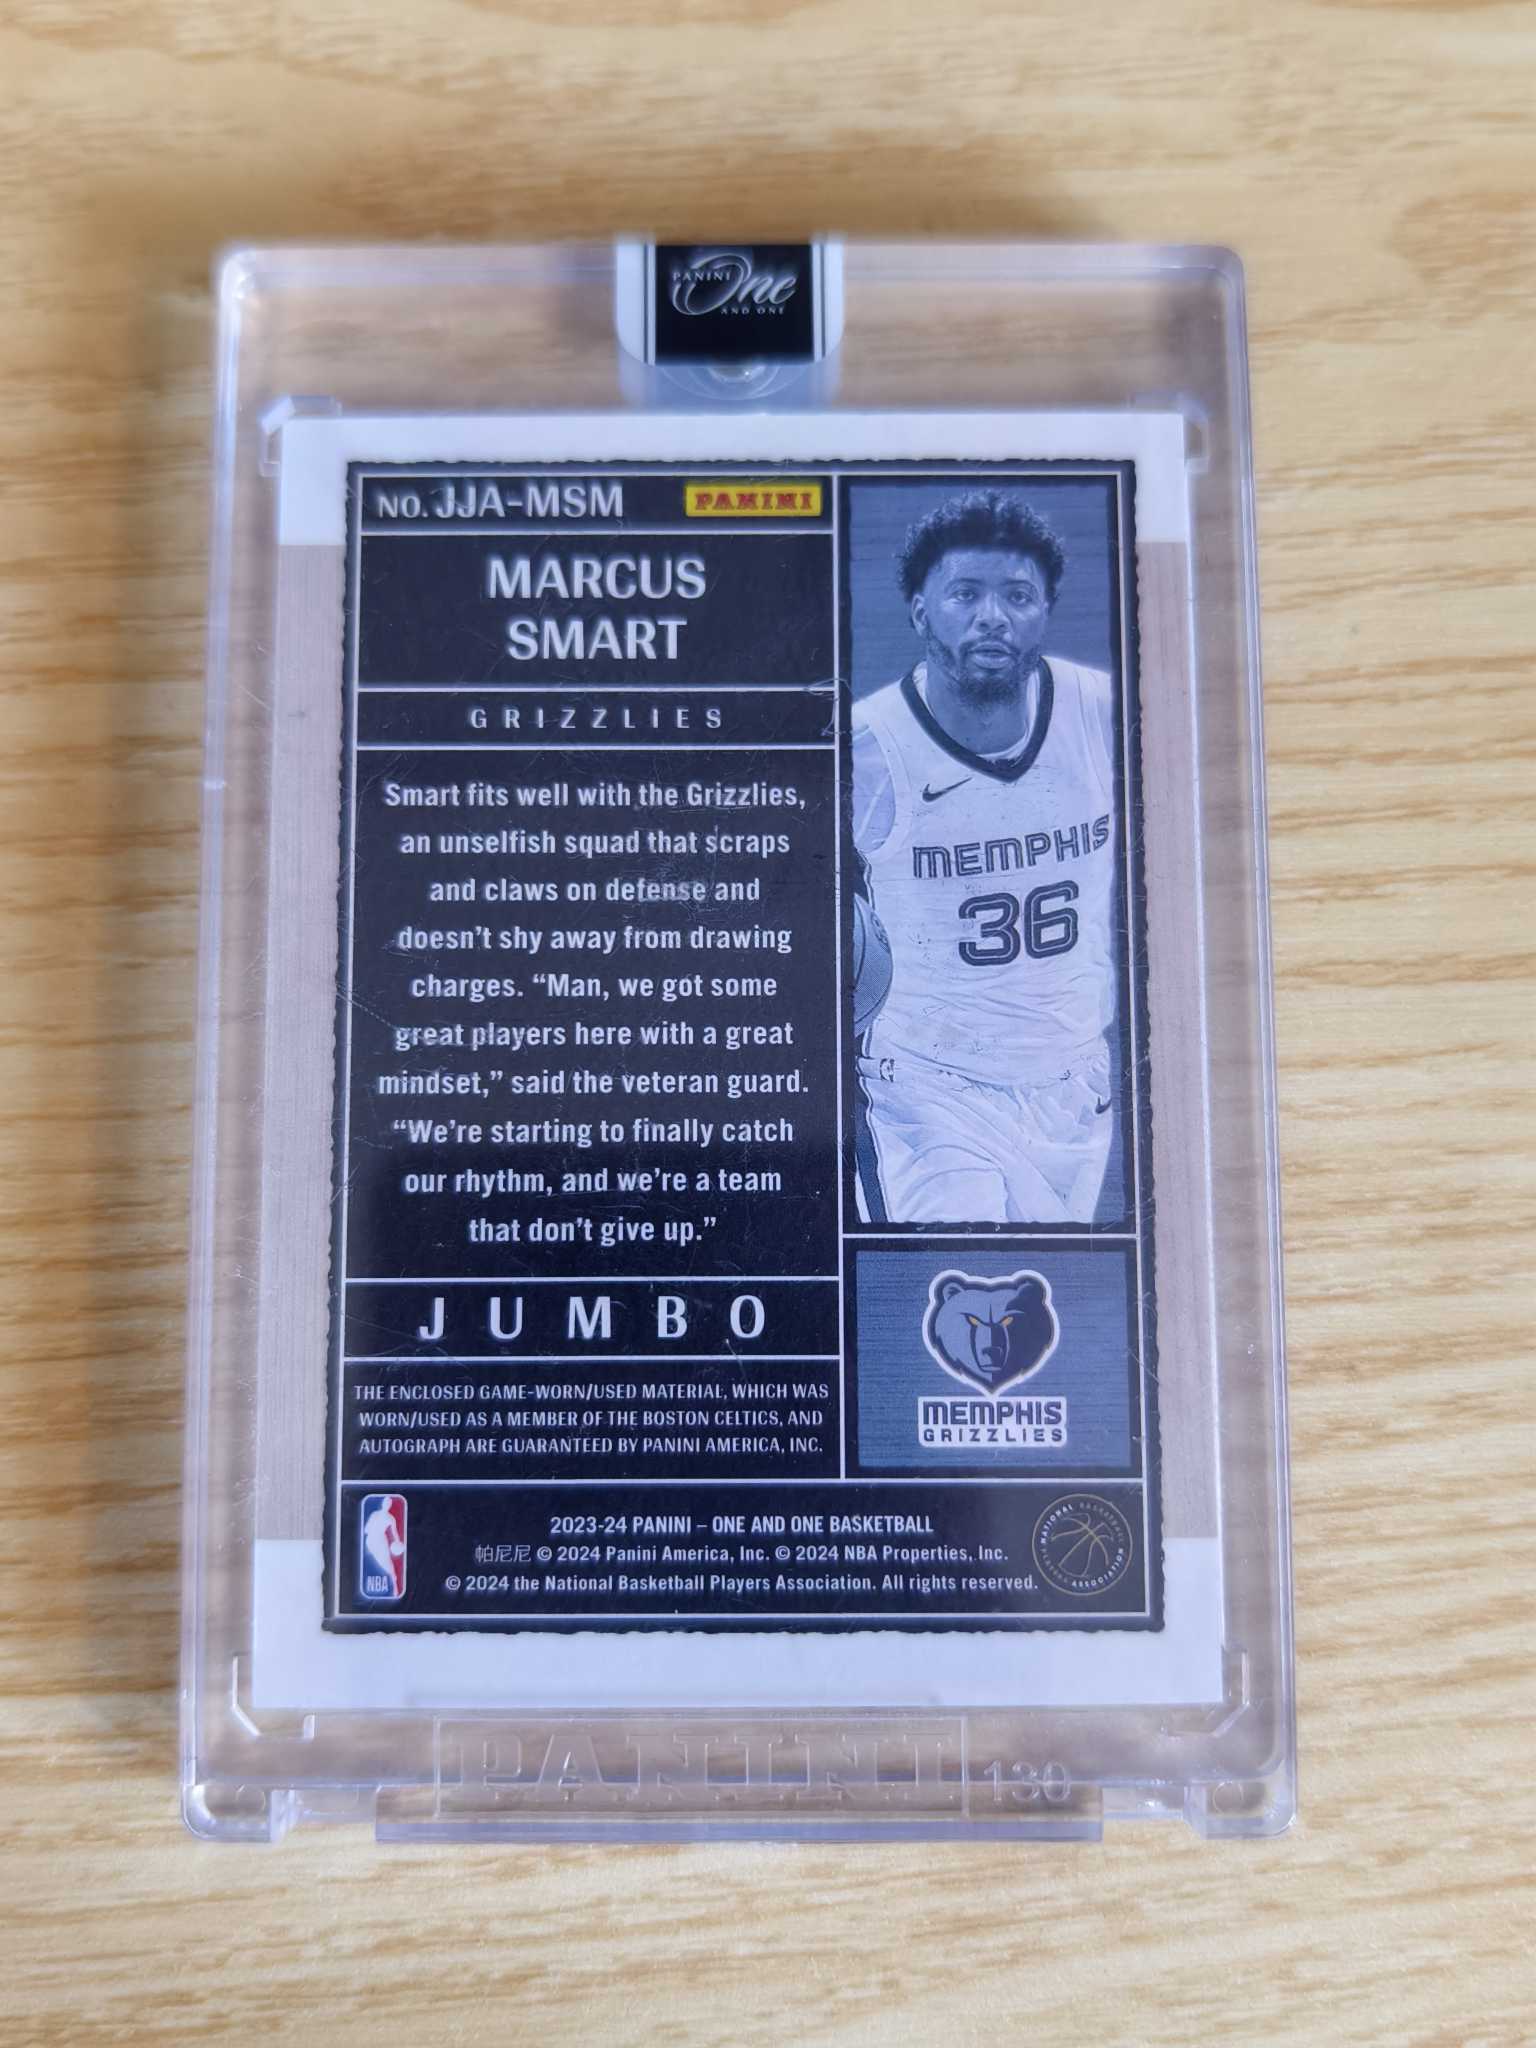 PANINI One
AND ONE
NO. JJA-MSM
PANINI
MARCUS
SMART
GRIZZLIES
Smart fits well with the Grizzlies,
an unselfish squad that scraps
and claws on defense and
doesn't shy away from drawing
charges. “Man, we got some
great players here with a great
mindset,” said the veteran guard.
“We're starting to finally catch
our rhythm, and we're a team
that don't give up.”
JUMBO
THE ENCLOSED GAME-WORN/USED MATERIAL, WHICH WAS
WORN/USED AS A MEMBER OF THE BOSTON CELTICS, AND
AUTOGRAPH ARE GUARANTEED BY PANINI AMERICA, INC.
MEMPHIS
36
MEMPHIS
GRIZZLIES
NBA
2023-24 PANINI – ONE AND ONE BASKETBALL
帕尼尼 © 2024 Panini America, Inc. © 2024 NBA Properties, Inc.
© 2024 the National Basketball Players Association. All rights reserved.
NATIONAL BASKETBALL
PLAYERS ASSOCIATION
PANINI 130